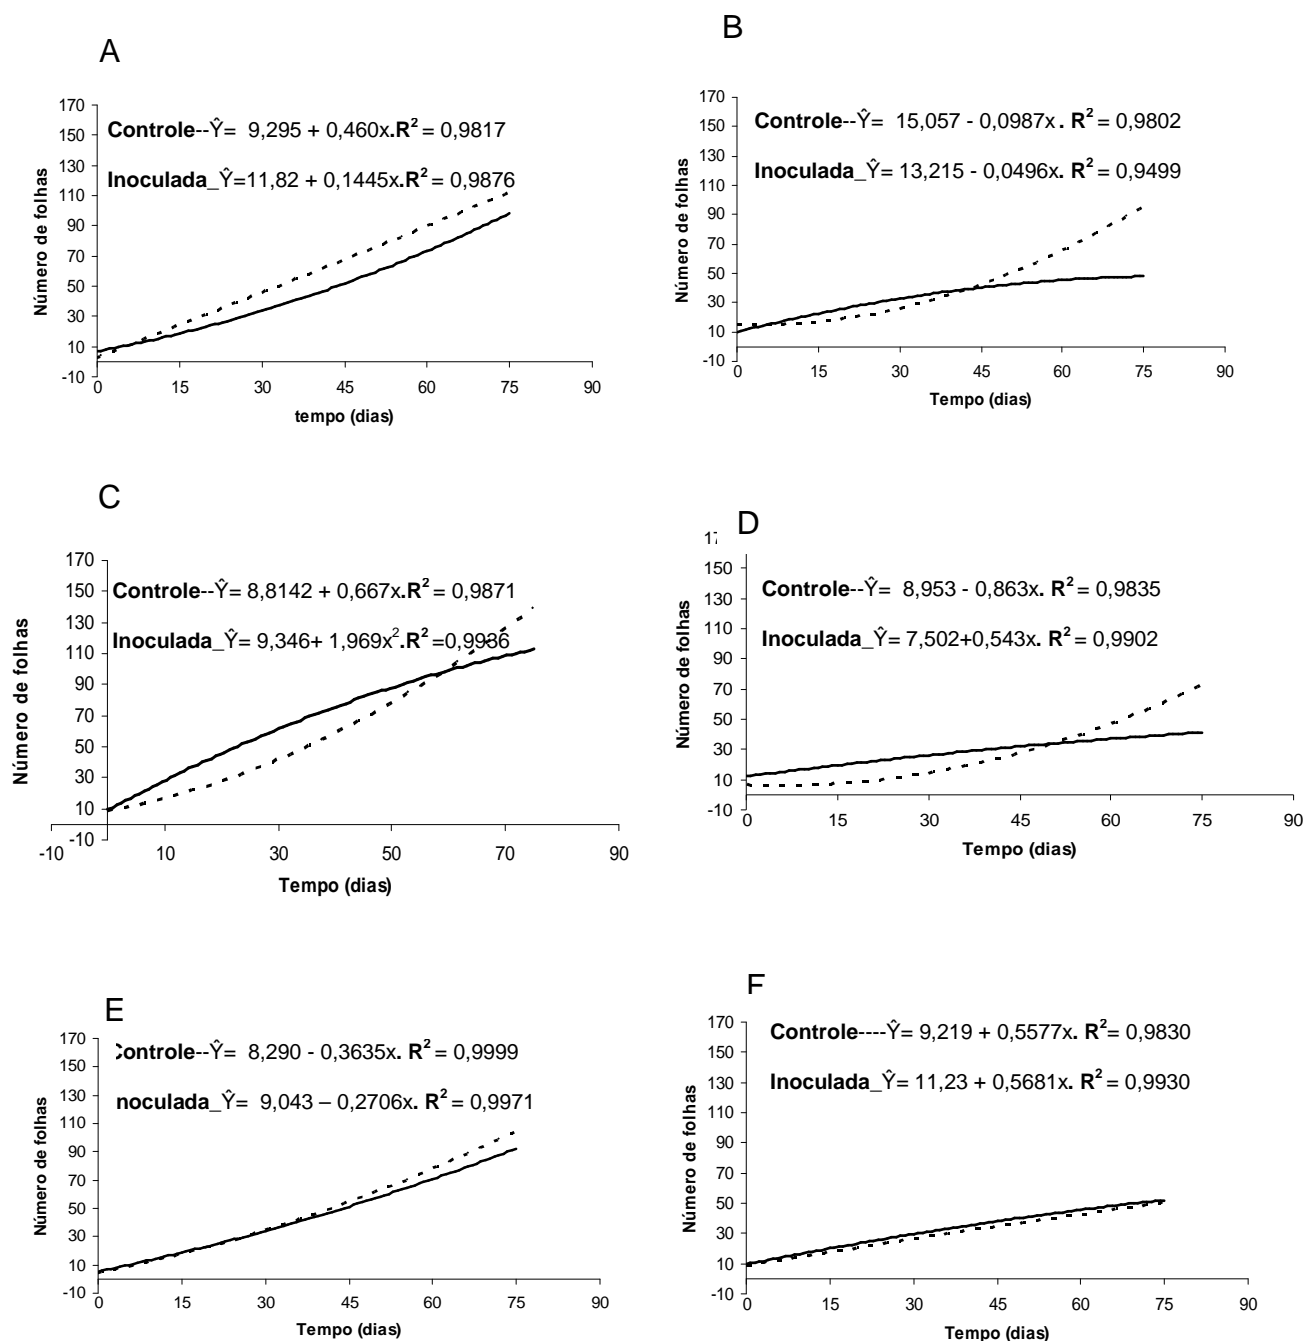 A
170
Controle--Ŷ= 9,295 + 0,460x.R² = 0,9817
150
130
Inoculada_Ŷ=11,82 + 0,1445x.R² = 0,9876
110
90
70
50
30
10
-10
Número de folhas
0 15 30 45 60 75 90
tempo (dias)
B
170
Controle--Ŷ= 15,057 - 0,0987x. R² = 0,9802
150
130
Inoculada_Ŷ= 13,215 - 0,0496x. R² = 0,9499
110
90
70
50
30
10
-10
Número de folhas
0 15 30 45 60 75 90
Tempo (dias)
C
170
Controle--Ŷ= 8,8142 + 0,667x.R² = 0,9871
150
130
Inoculada_Ŷ= 9,346+ 1,969x².R² =0,9936
110
90
70
50
30
10
-10
Número de folhas
-10 10 30 50 70 90
Tempo (dias)
D
150
Controle--Ŷ= 8,953 - 0,863x. R² = 0,9835
130
110
Inoculada_Ŷ= 7,502+0,543x. R² = 0,9902
90
70
50
30
10
-10
Número de folhas
0 15 30 45 60 75 90
Tempo (dias)
E
170
ontrole--Ŷ= 8,290 - 0,3635x. R² = 0,9999
150
130
noculada_Ŷ= 9,043 – 0,2706x. R² = 0,9971
110
90
70
50
30
10
-10
Número de folhas
0 15 30 45 60 75 90
Tempo (dias)
F
170
Controle----Ŷ= 9,219 + 0,5577x. R² = 0,9830
150
130
Inoculada_Ŷ= 11,23 + 0,5681x. R² = 0,9930
110
90
70
50
30
10
-10
Número de folhas
0 15 30 45 60 75 90
Tempo (dias)